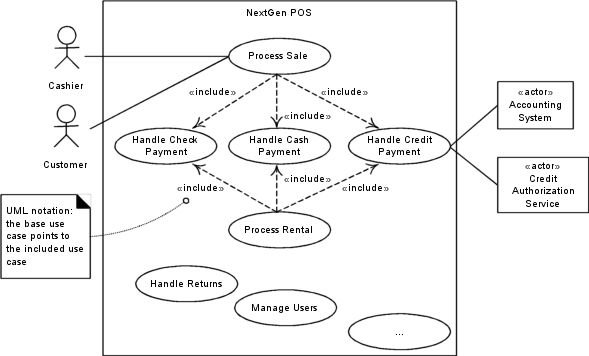 NextGen POS
Process Sale
Cashier
«include»
«include»
«include»
«actor»
Accounting
System
Customer
Handle Check
Payment
Handle Cash
Payment
Handle Credit
Payment
«actor»
Credit
Authorization
Service
«include»
«include»
«include»
UML notation:
the base use
case points to
the included use
case
Process Rental
Handle Returns
Manage Users
...